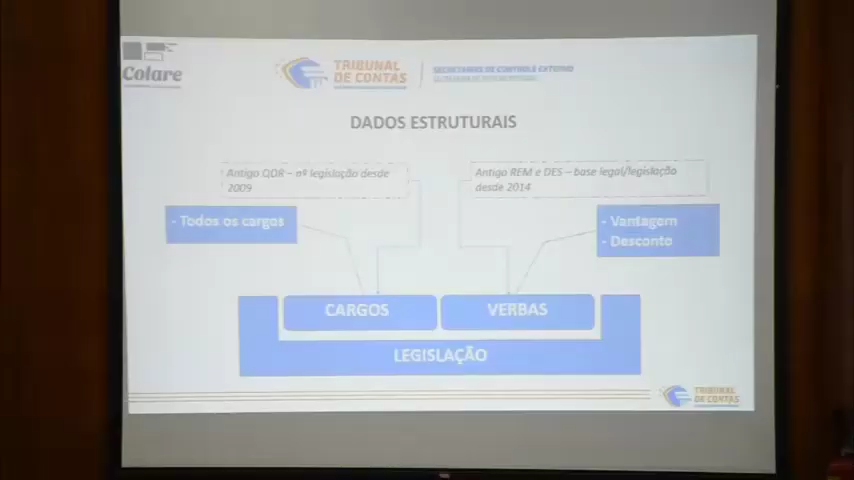 Colare
TRIBUNAL
DE CONTAS
SECRETARIA DE CONTROLE EXTERNO
DADOS ESTRUTURAIS
Antigo QDR – nº legislação desde
2009
Antigo REM e DES – base legal/legislação
desde 2014
- Todos os cargos
- Vantagem
- Desconto
CARGOS
VERBAS
LEGISLAÇÃO
TRIBUNAL
DE CONTAS